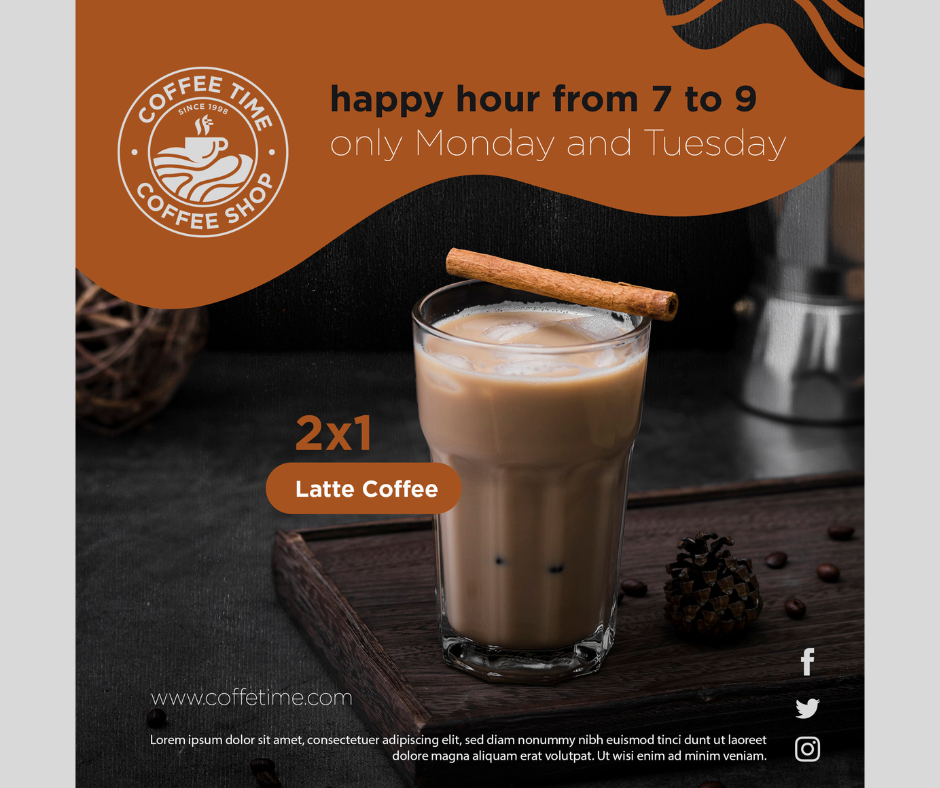 COFFEE TIME
SINCE 1998
COFFEE SHOP
happy hour from 7 to 9
only Monday and Tuesday
2x1
Latte Coffee
www.coffetime.com
Lorem ipsum dolor sit amet, consectetuer adipiscing elit, sed diam nonummy nibh euismod tinci dunt ut laoreet
dolore magna aliquam erat volutpat. Ut wisi enim ad minim veniam.